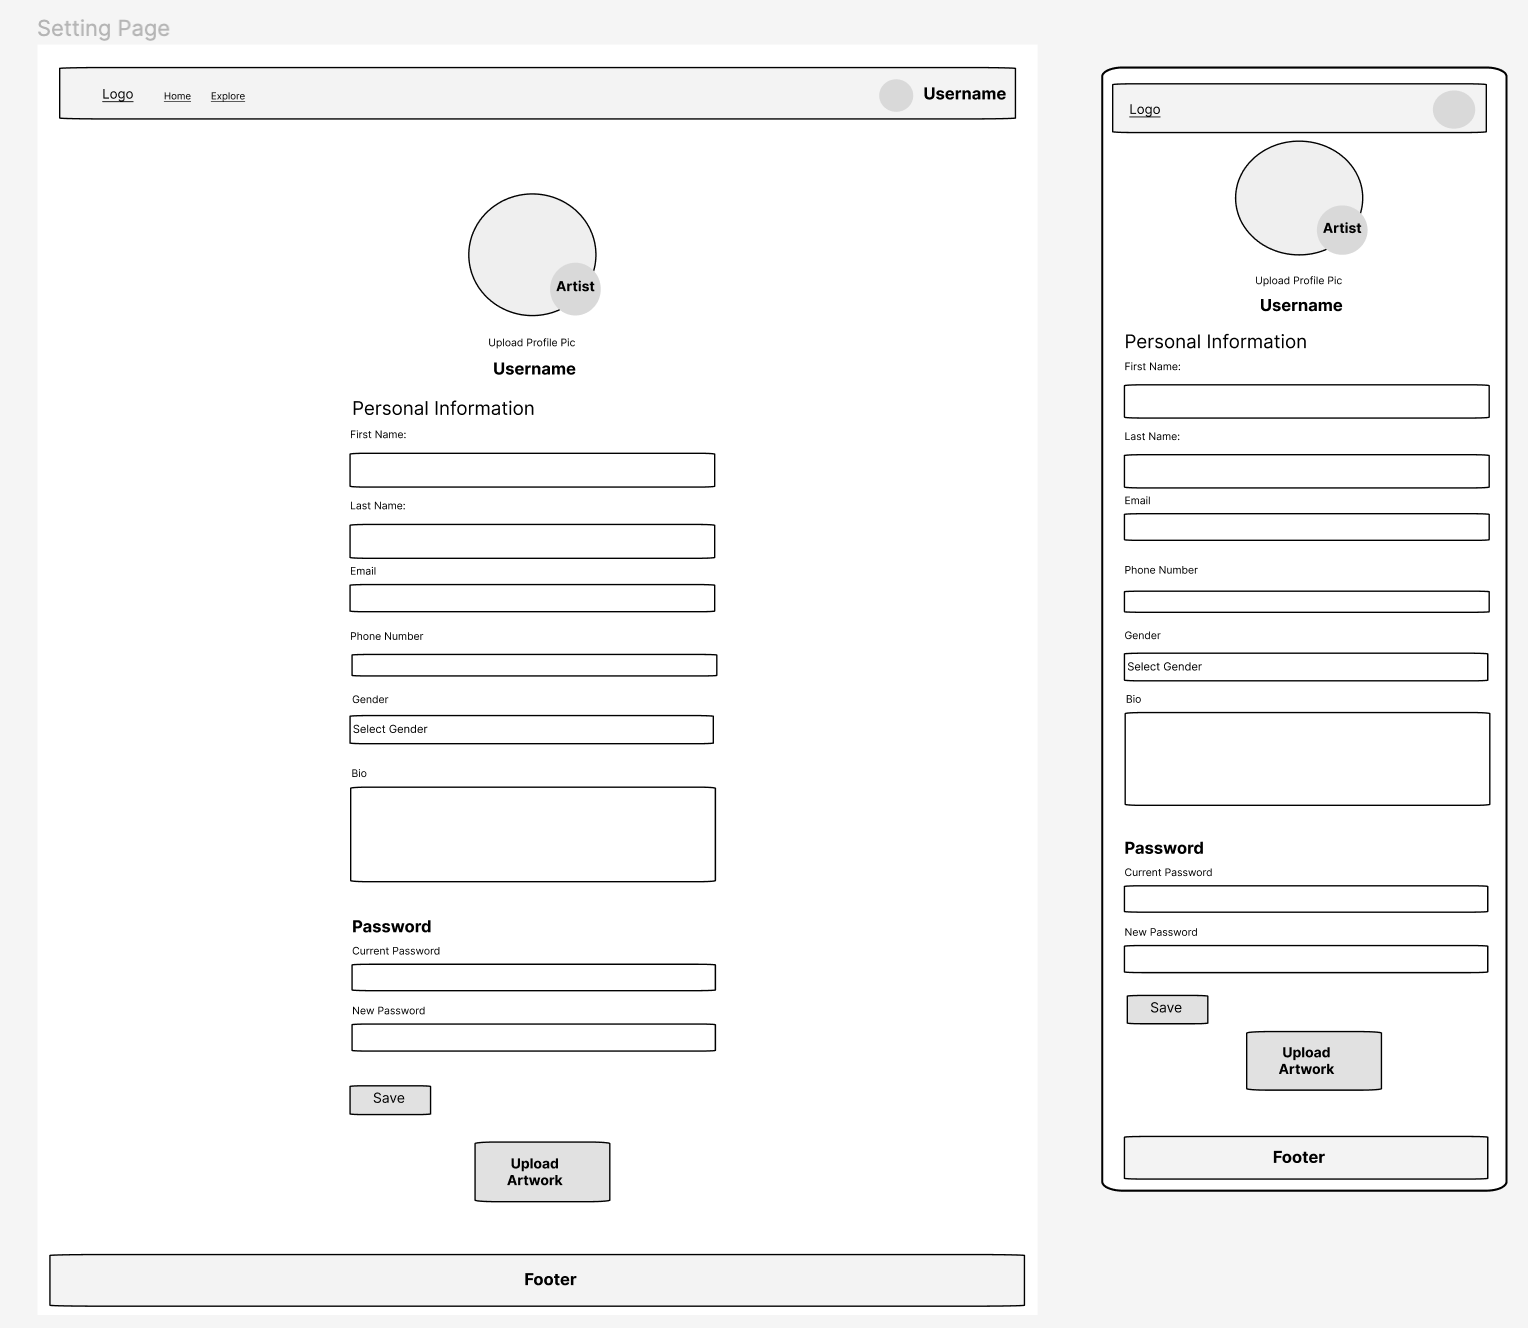 Setting Page
Logo Home Explore Username
Artist
Upload Profile Pic
Username
Personal Information
First Name:
Last Name:
Email
Phone Number
Gender
Select Gender
Bio
Password
Current Password
New Password
Save
Upload
Artwork
Footer
Logo
Artist
Upload Profile Pic
Username
Personal Information
First Name:
Last Name:
Email
Phone Number
Gender
Select Gender
Bio
Password
Current Password
New Password
Save
Upload
Artwork
Footer